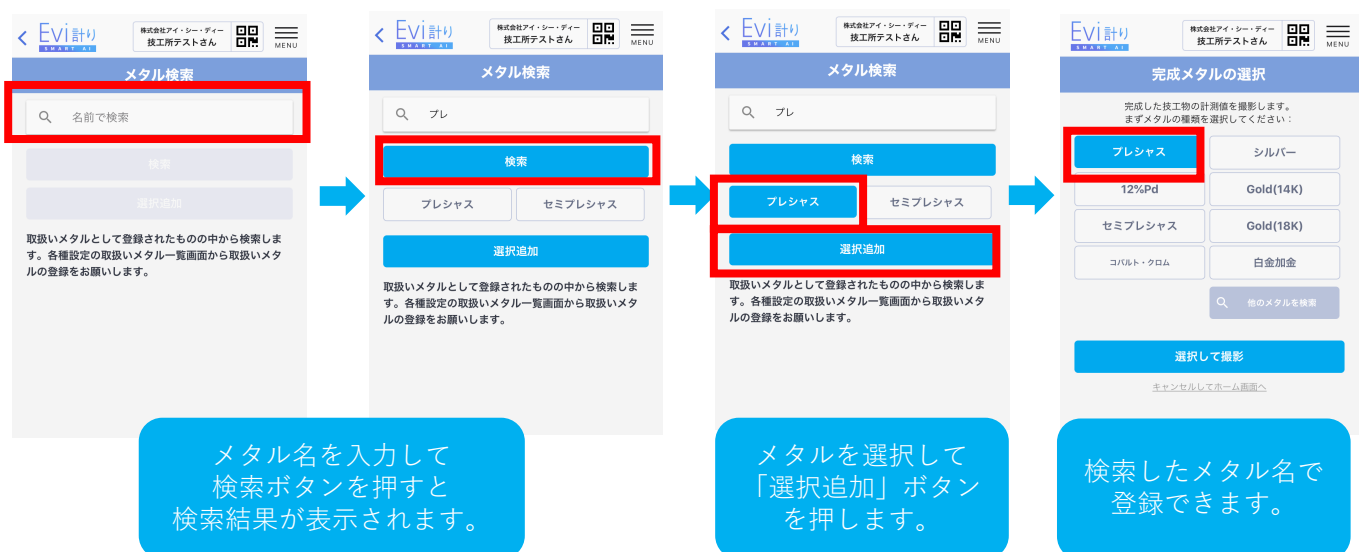 Evi計り
SMART AI
株式会社アイ・シー・ディー
技工所テストさん
MENU
メタル検索
名前で検索
検索
選択追加
取扱いメタルとして登録されたものの中から検索しま
す。各種設定の取扱いメタル一覧画面から取扱いメタ
ルの登録をお願いします。
Evi計り
SMART AI
株式会社アイ・シー・ディー
技工所テストさん
MENU
メタル検索
プレ
検索
プレシャス
セミプレシャス
選択追加
取扱いメタルとして登録されたものの中から検索しま
す。各種設定の取扱いメタル一覧画面から取扱いメタ
ルの登録をお願いします。
メタル名を入力して
検索ボタンを押すと
検索結果が表示されます。
Evi計り
SMART AI
株式会社アイ・シー・ディー
技工所テストさん
MENU
メタル検索
プレ
検索
プレシャス
セミプレシャス
選択追加
取扱いメタルとして登録されたものの中から検索しま
す。各種設定の取扱いメタル一覧画面から取扱いメタ
ルの登録をお願いします。
メタルを選択して
「選択追加」ボタン
を押します。
Evi計り
SMART AI
株式会社アイ・シー・ディー
技工所テストさん
MENU
完成メタルの選択
完成した技工物の計測値を撮影します。
まずメタルの種類を選択してください：
プレシャス
シルバー
12%Pd
Gold(14K)
セミプレシャス
Gold(18K)
コバルト・クロム
白金加金
他のメタルを検索
選択して撮影
キャンセルしてホーム画面へ
検索したメタル名で
登録できます。